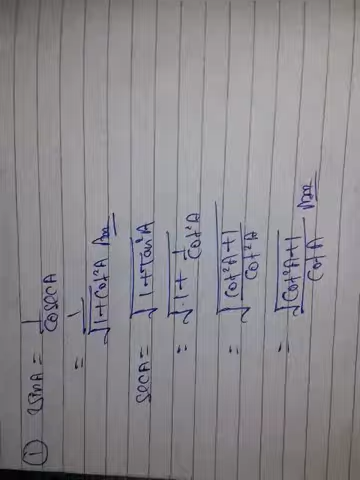 ① sinA = 1/CosecA
= 1/√(1+Cot²A) Ans
SecA = √(1+Tan²A)
= √(1 + 1/Cot²A)
= √((Cot²A+1)/Cot²A)
= √(Cot²A+1)/CotA Ans